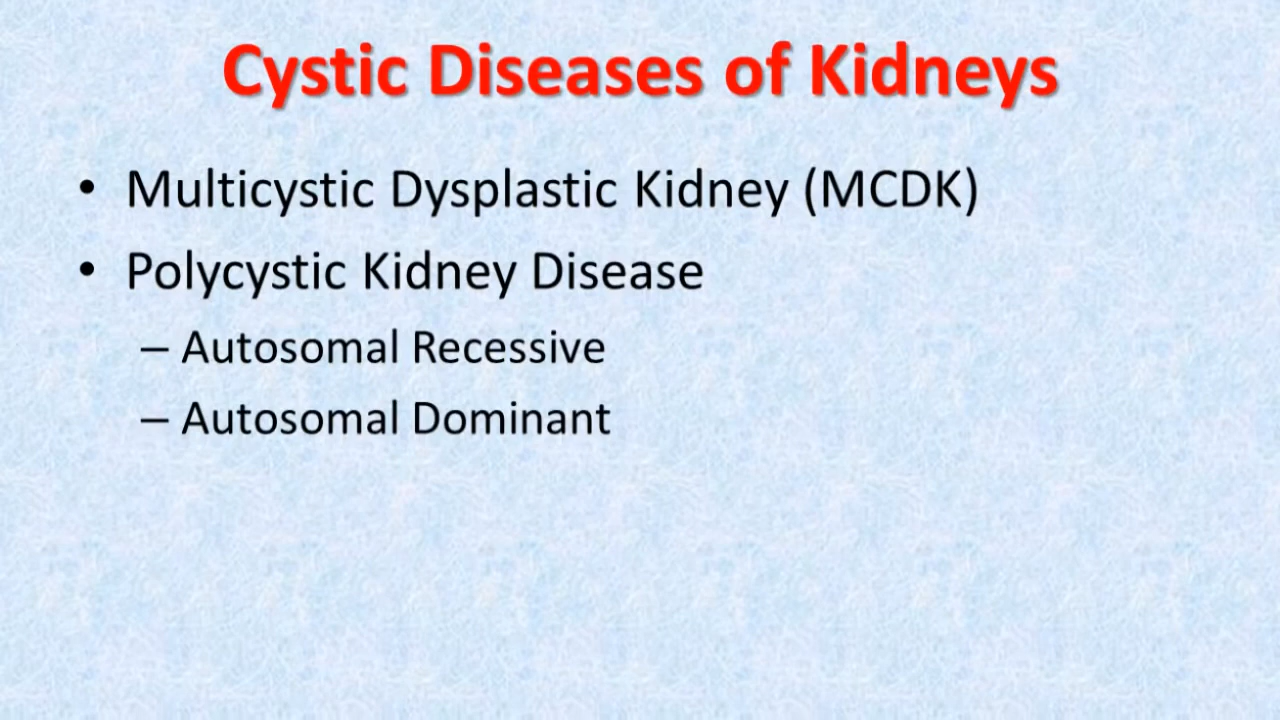 Cystic Diseases of Kidneys
• Multicystic Dysplastic Kidney (MCDK)
• Polycystic Kidney Disease
– Autosomal Recessive
– Autosomal Dominant